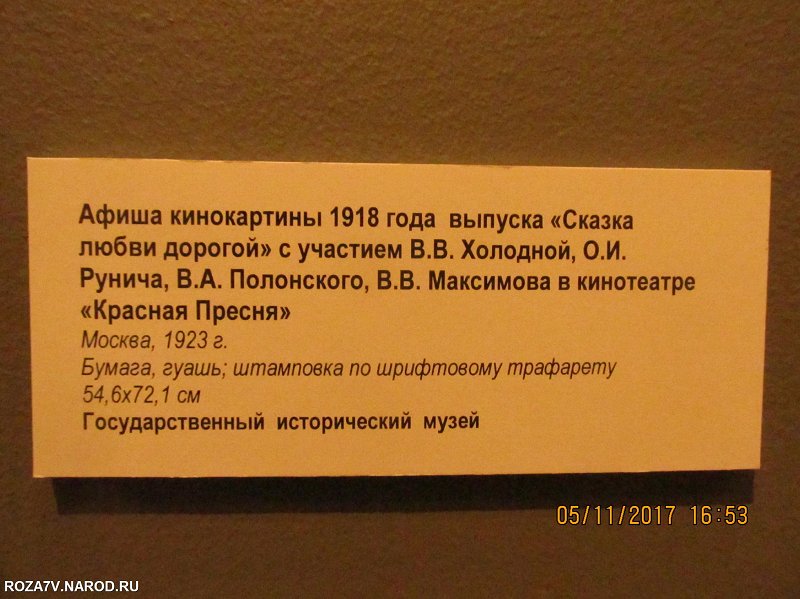 Афиша кинокартины 1918 года выпуска «Сказка
любви дорогой» с участием В.В. Холодной, О.И.
Рунича, В.А. Полонского, В.В. Максимова в кинотеатре
«Красная Пресня»
Москва, 1923 г.
Бумага, гуашь; штамповка по шрифтовому трафарету
54,6х72,1 см
Государственный исторический музей
05/11/2017 16:53
ROZA7V.NAROD.RU